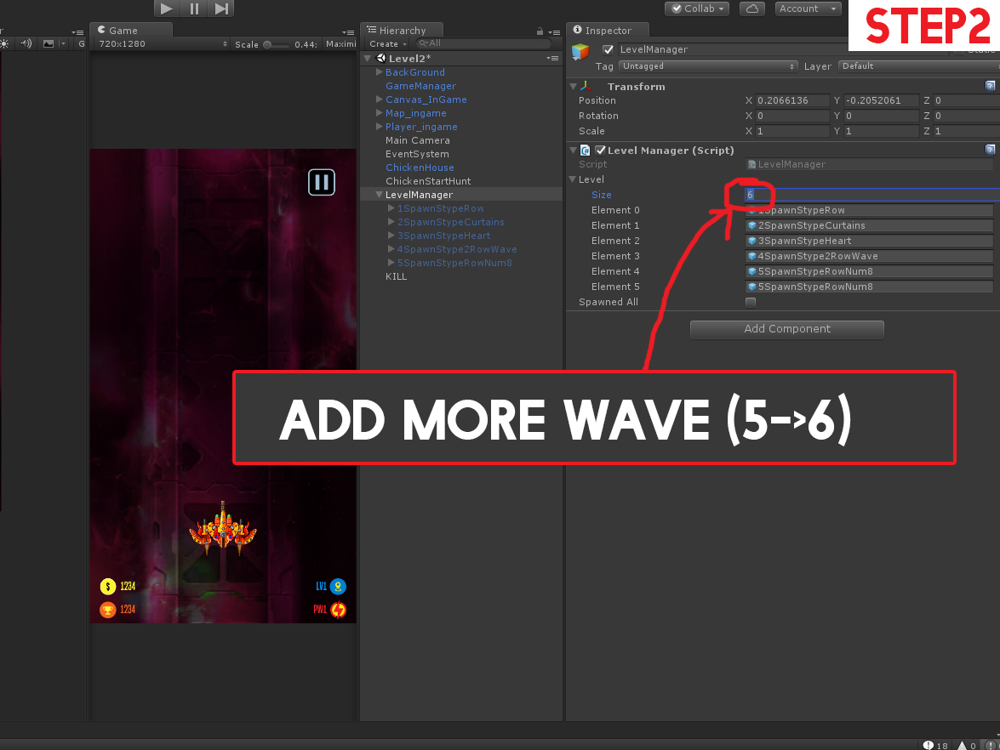 Collab
Account
STEP2
Game
720x1280
Scale
0.44:
Maximi
G
Hierarchy
Create
All
Level2*
BackGround
GameManager
Canvas_InGame
Map_ingame
Player_ingame
Main Camera
EventSystem
ChickenHouse
ChickenStartHunt
LevelManager
1SpawnStypeRow
2SpawnStypeCurtains
3SpawnStypeHeart
4SpawnStype2RowWave
5SpawnStypeRowNum8
KILL
Inspector
LevelManager
Tag Untagged Layer Default
Transform
Position X 0.2066136 Y -0.2052061 Z 0
Rotation X 0 Y 0 Z 0
Scale X 1 Y 1 Z 1
Level Manager (Script)
Script LevelManager
Level
Size 6
Element 0 1SpawnStypeRow
Element 1 2SpawnStypeCurtains
Element 2 3SpawnStypeHeart
Element 3 4SpawnStype2RowWave
Element 4 5SpawnStypeRowNum8
Element 5 5SpawnStypeRowNum8
Spawned All
Add Component
ADD MORE WAVE (5->6)
$ 1234
LV1
1234
PW1
18
0